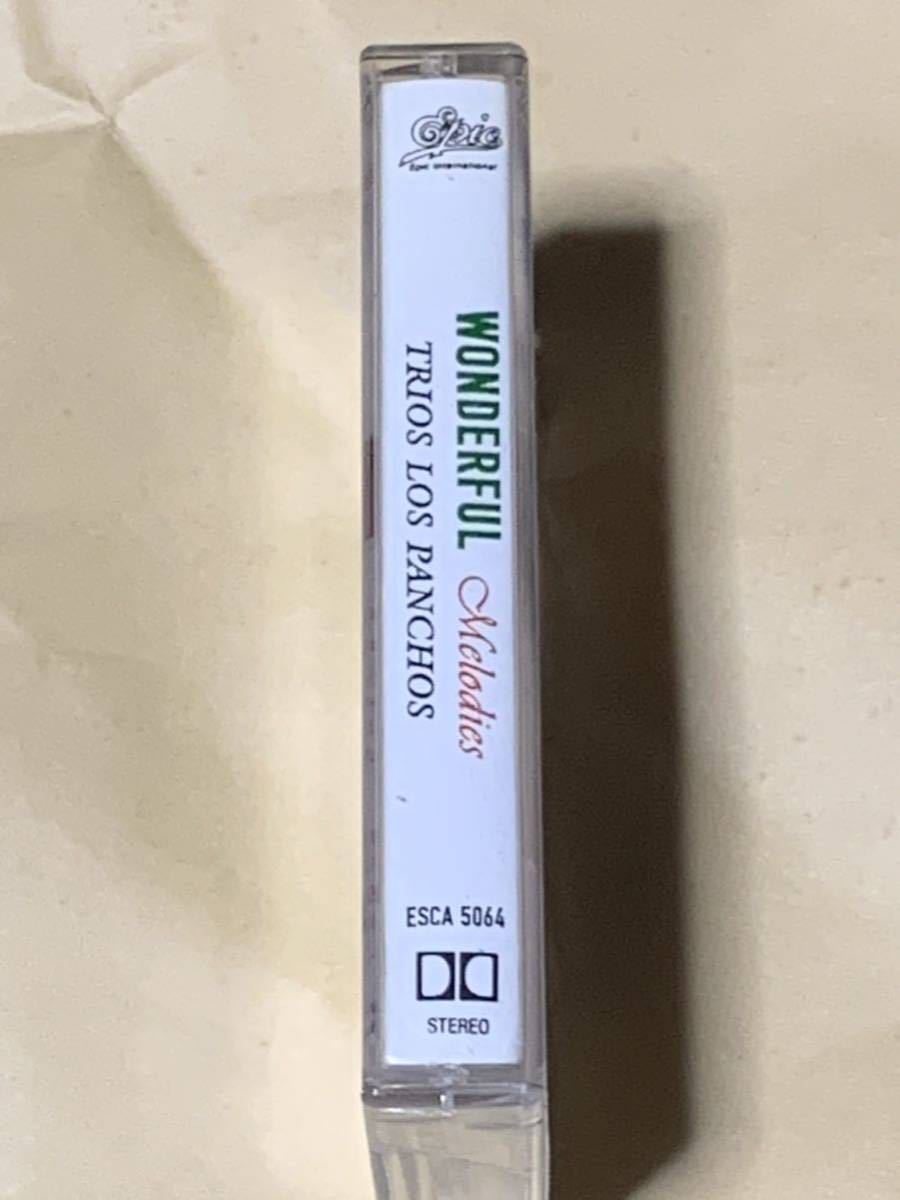 Epic
Epic International
WONDERFUL Melodies
TRIOS LOS PANCHOS
ESCA 5064
STEREO